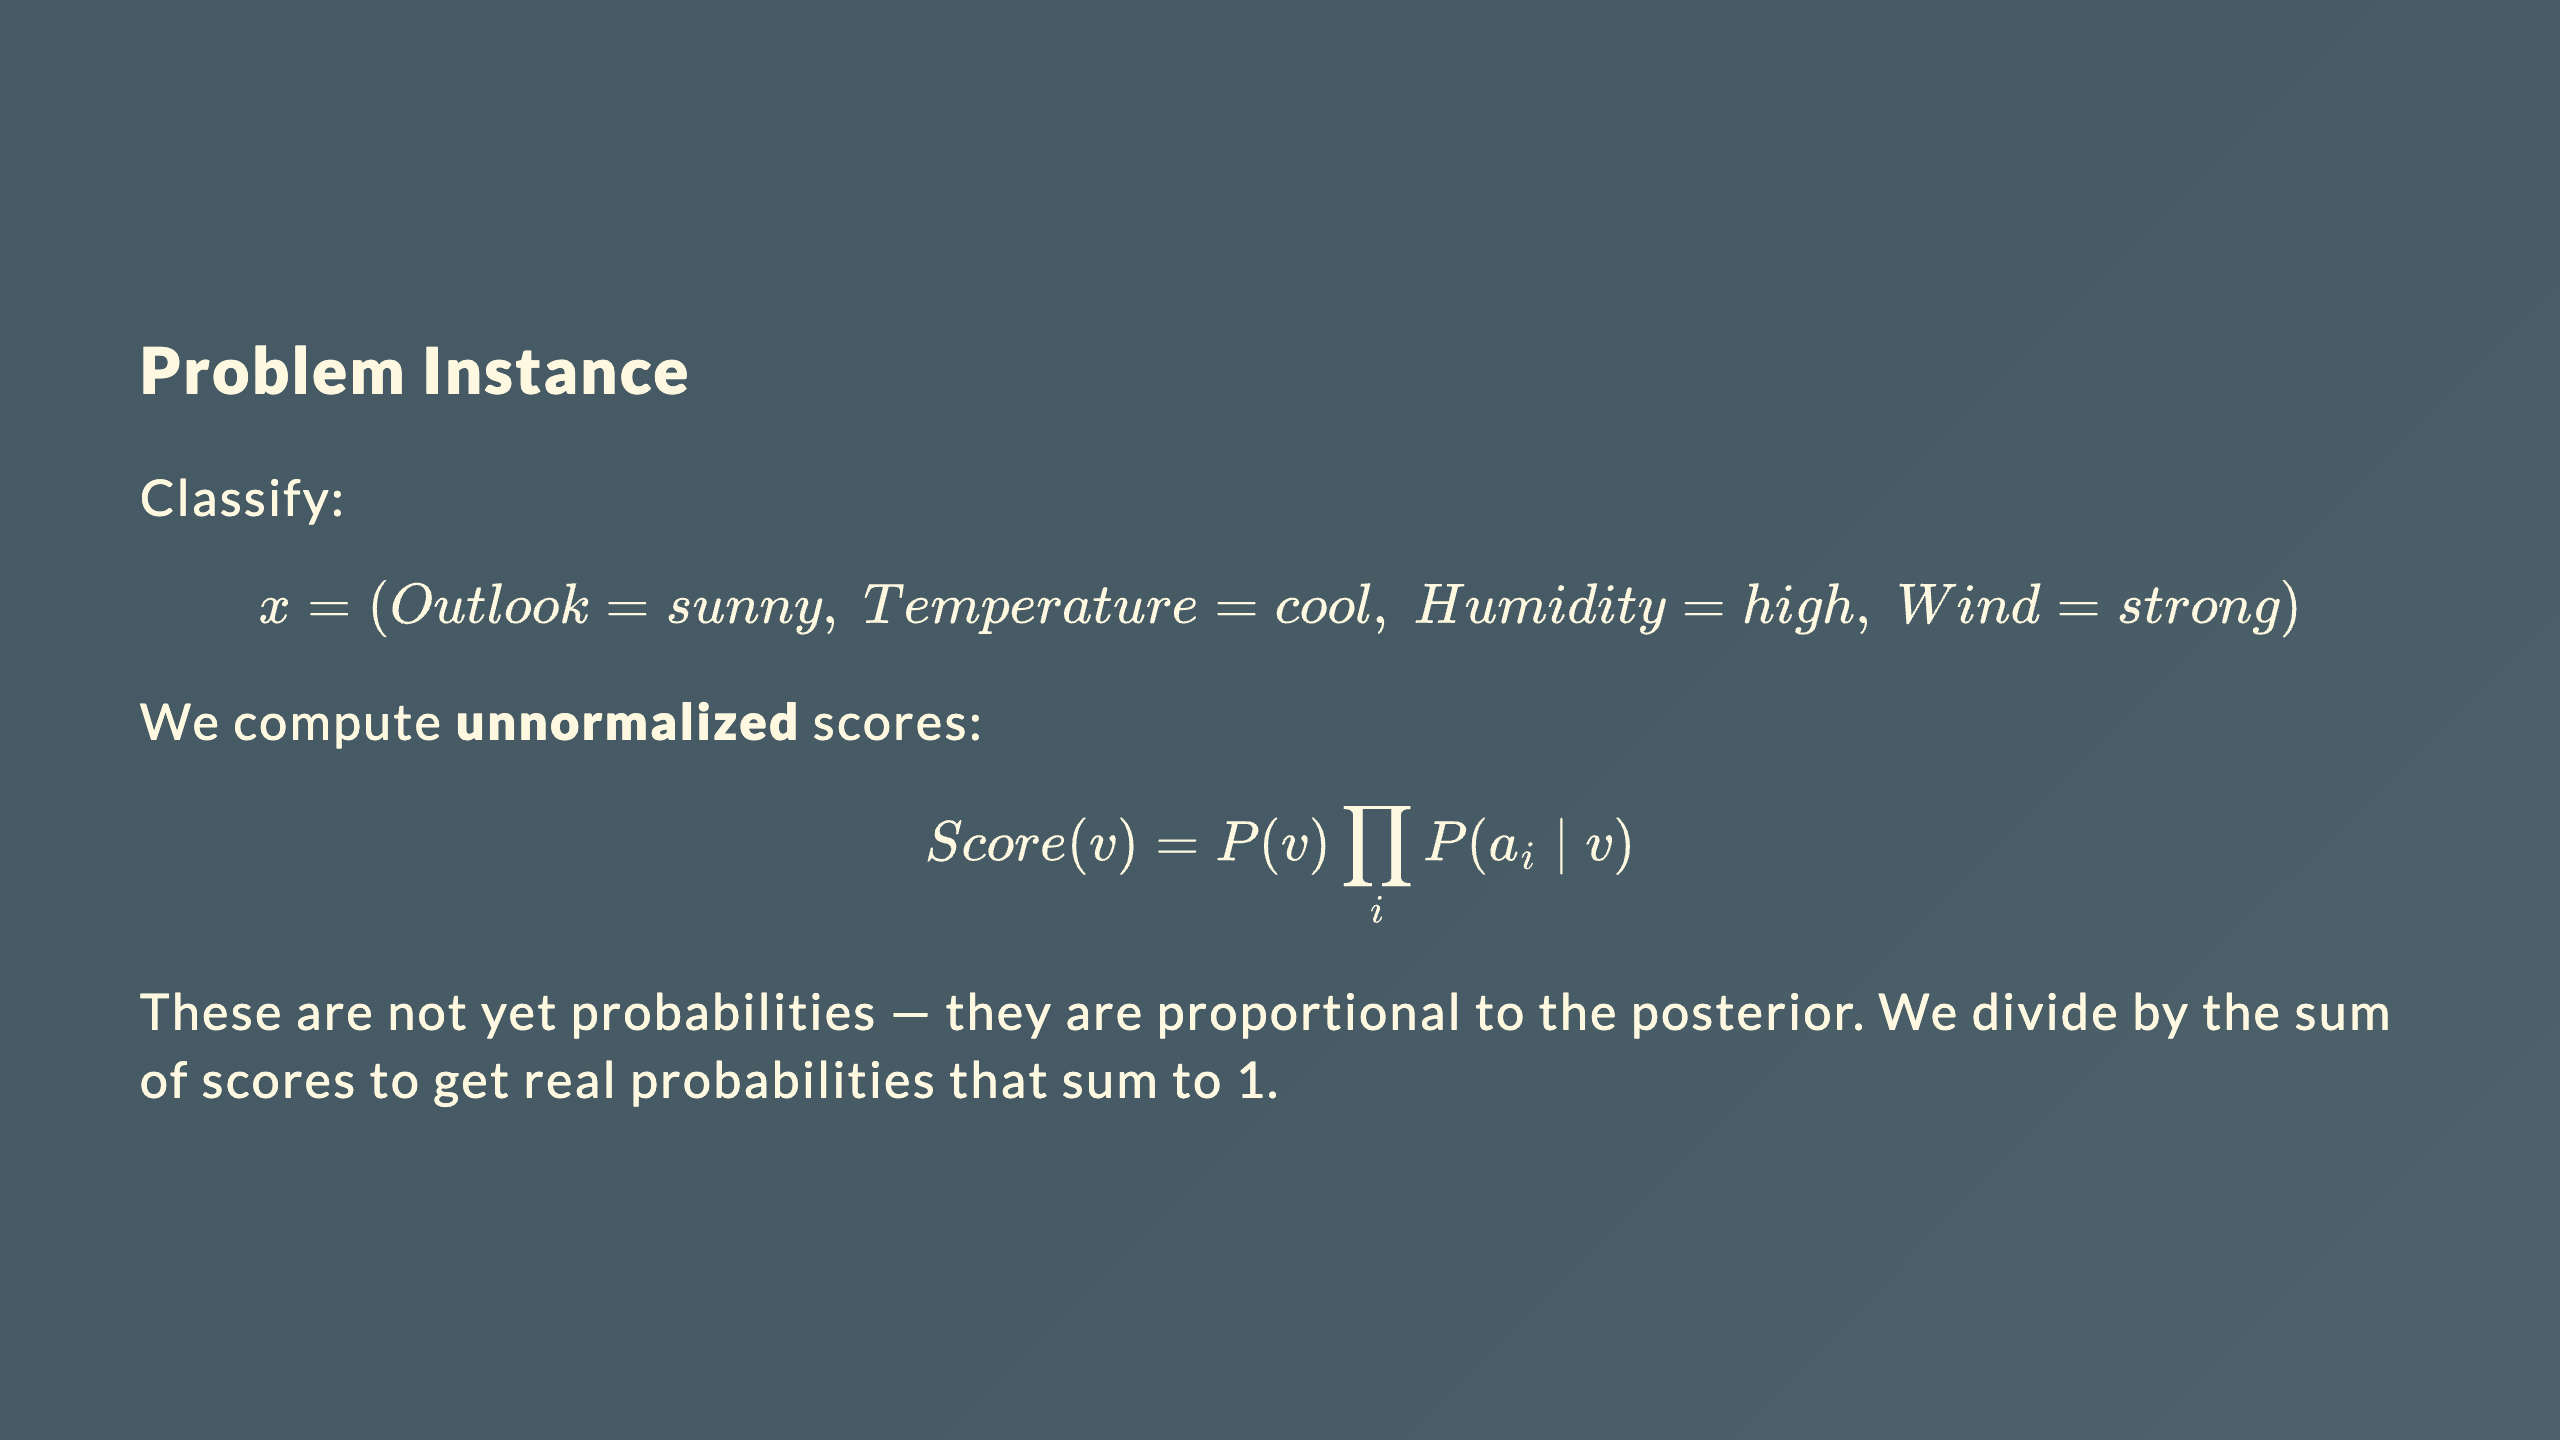 Problem Instance
Classify:
x = (Outlook = sunny, Temperature = cool, Humidity = high, Wind = strong)
We compute unnormalized scores:
Score(v) = P(v) ∏_i P(a_i | v)
These are not yet probabilities — they are proportional to the posterior. We divide by the sum
of scores to get real probabilities that sum to 1.